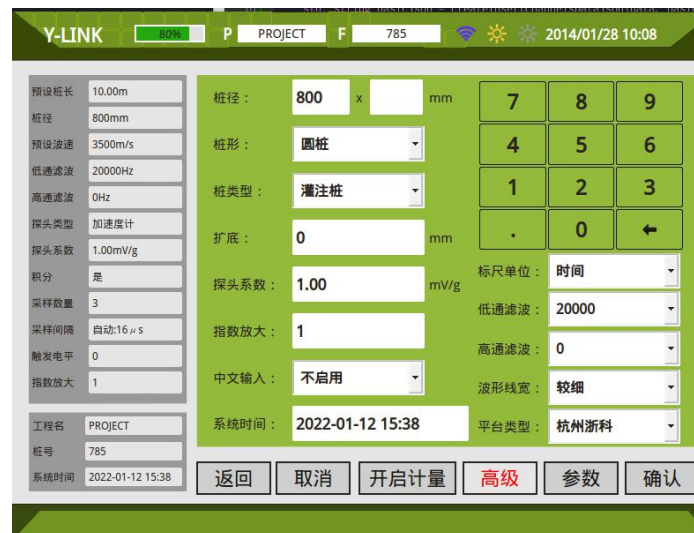 Y-LINK 80% P PROJECT F 785 2014/01/28 10:08
预设桩长 10.00m
桩径 800mm
预设波速 3500m/s
低通滤波 20000Hz
高通滤波 0Hz
探头类型 加速度计
探头系数 1.00mV/g
积分 是
采样数量 3
采样间隔 自动:16μs
触发电平 0
指数放大 1
工程名 PROJECT
桩号 785
系统时间 2022-01-12 15:38
桩径： 800 x mm
桩形： 圆桩
桩类型： 灌注桩
扩底： 0 mm
探头系数： 1.00 mV/g
指数放大： 1
中文输入： 不启用
系统时间： 2022-01-12 15:38
7 8 9
4 5 6
1 2 3
. 0 ←
标尺单位： 时间
低通滤波： 20000
高通滤波： 0
波形线宽： 较细
平台类型： 杭州浙科
返回 取消 开启计量 高级 参数 确认